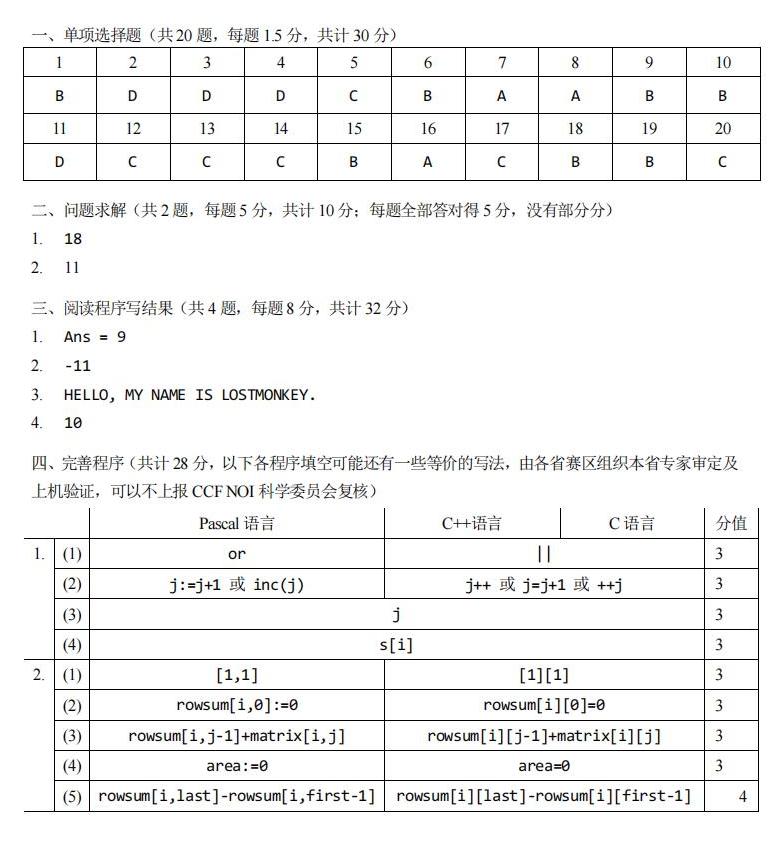 一、单项选择题（共20 题，每题 1.5 分，共计 30 分）
1 2 3 4 5 6 7 8 9 10
B D D D C B A A B B
11 12 13 14 15 16 17 18 19 20
D C C C B A C B B C
二、问题求解（共 2 题，每题 5 分，共计 10 分；每题全部答对得 5 分，没有部分分）
1. 18
2. 11
三、阅读程序写结果（共 4 题，每题 8 分，共计 32 分）
1. Ans = 9
2. -11
3. HELLO, MY NAME IS LOSTMONKEY.
4. 10
四、完善程序（共计 28 分，以下各程序填空可能还有一些等价的写法，由各省赛区组织本省专家审定及
上机验证，可以不上报 CCF NOI 科学委员会复核）
Pascal 语言 C++语言 C 语言 分值
1. (1) or || 3
(2) j:=j+1 或 inc(j) j++ 或 j=j+1 或 ++j 3
(3) j 3
(4) s[i] 3
2. (1) [1,1] [1][1] 3
(2) rowsum[i,0]:=0 rowsum[i][0]=0 3
(3) rowsum[i,j-1]+matrix[i,j] rowsum[i][j-1]+matrix[i][j] 3
(4) area:=0 area=0 3
(5) rowsum[i,last]-rowsum[i,first-1] rowsum[i][last]-rowsum[i][first-1] 4